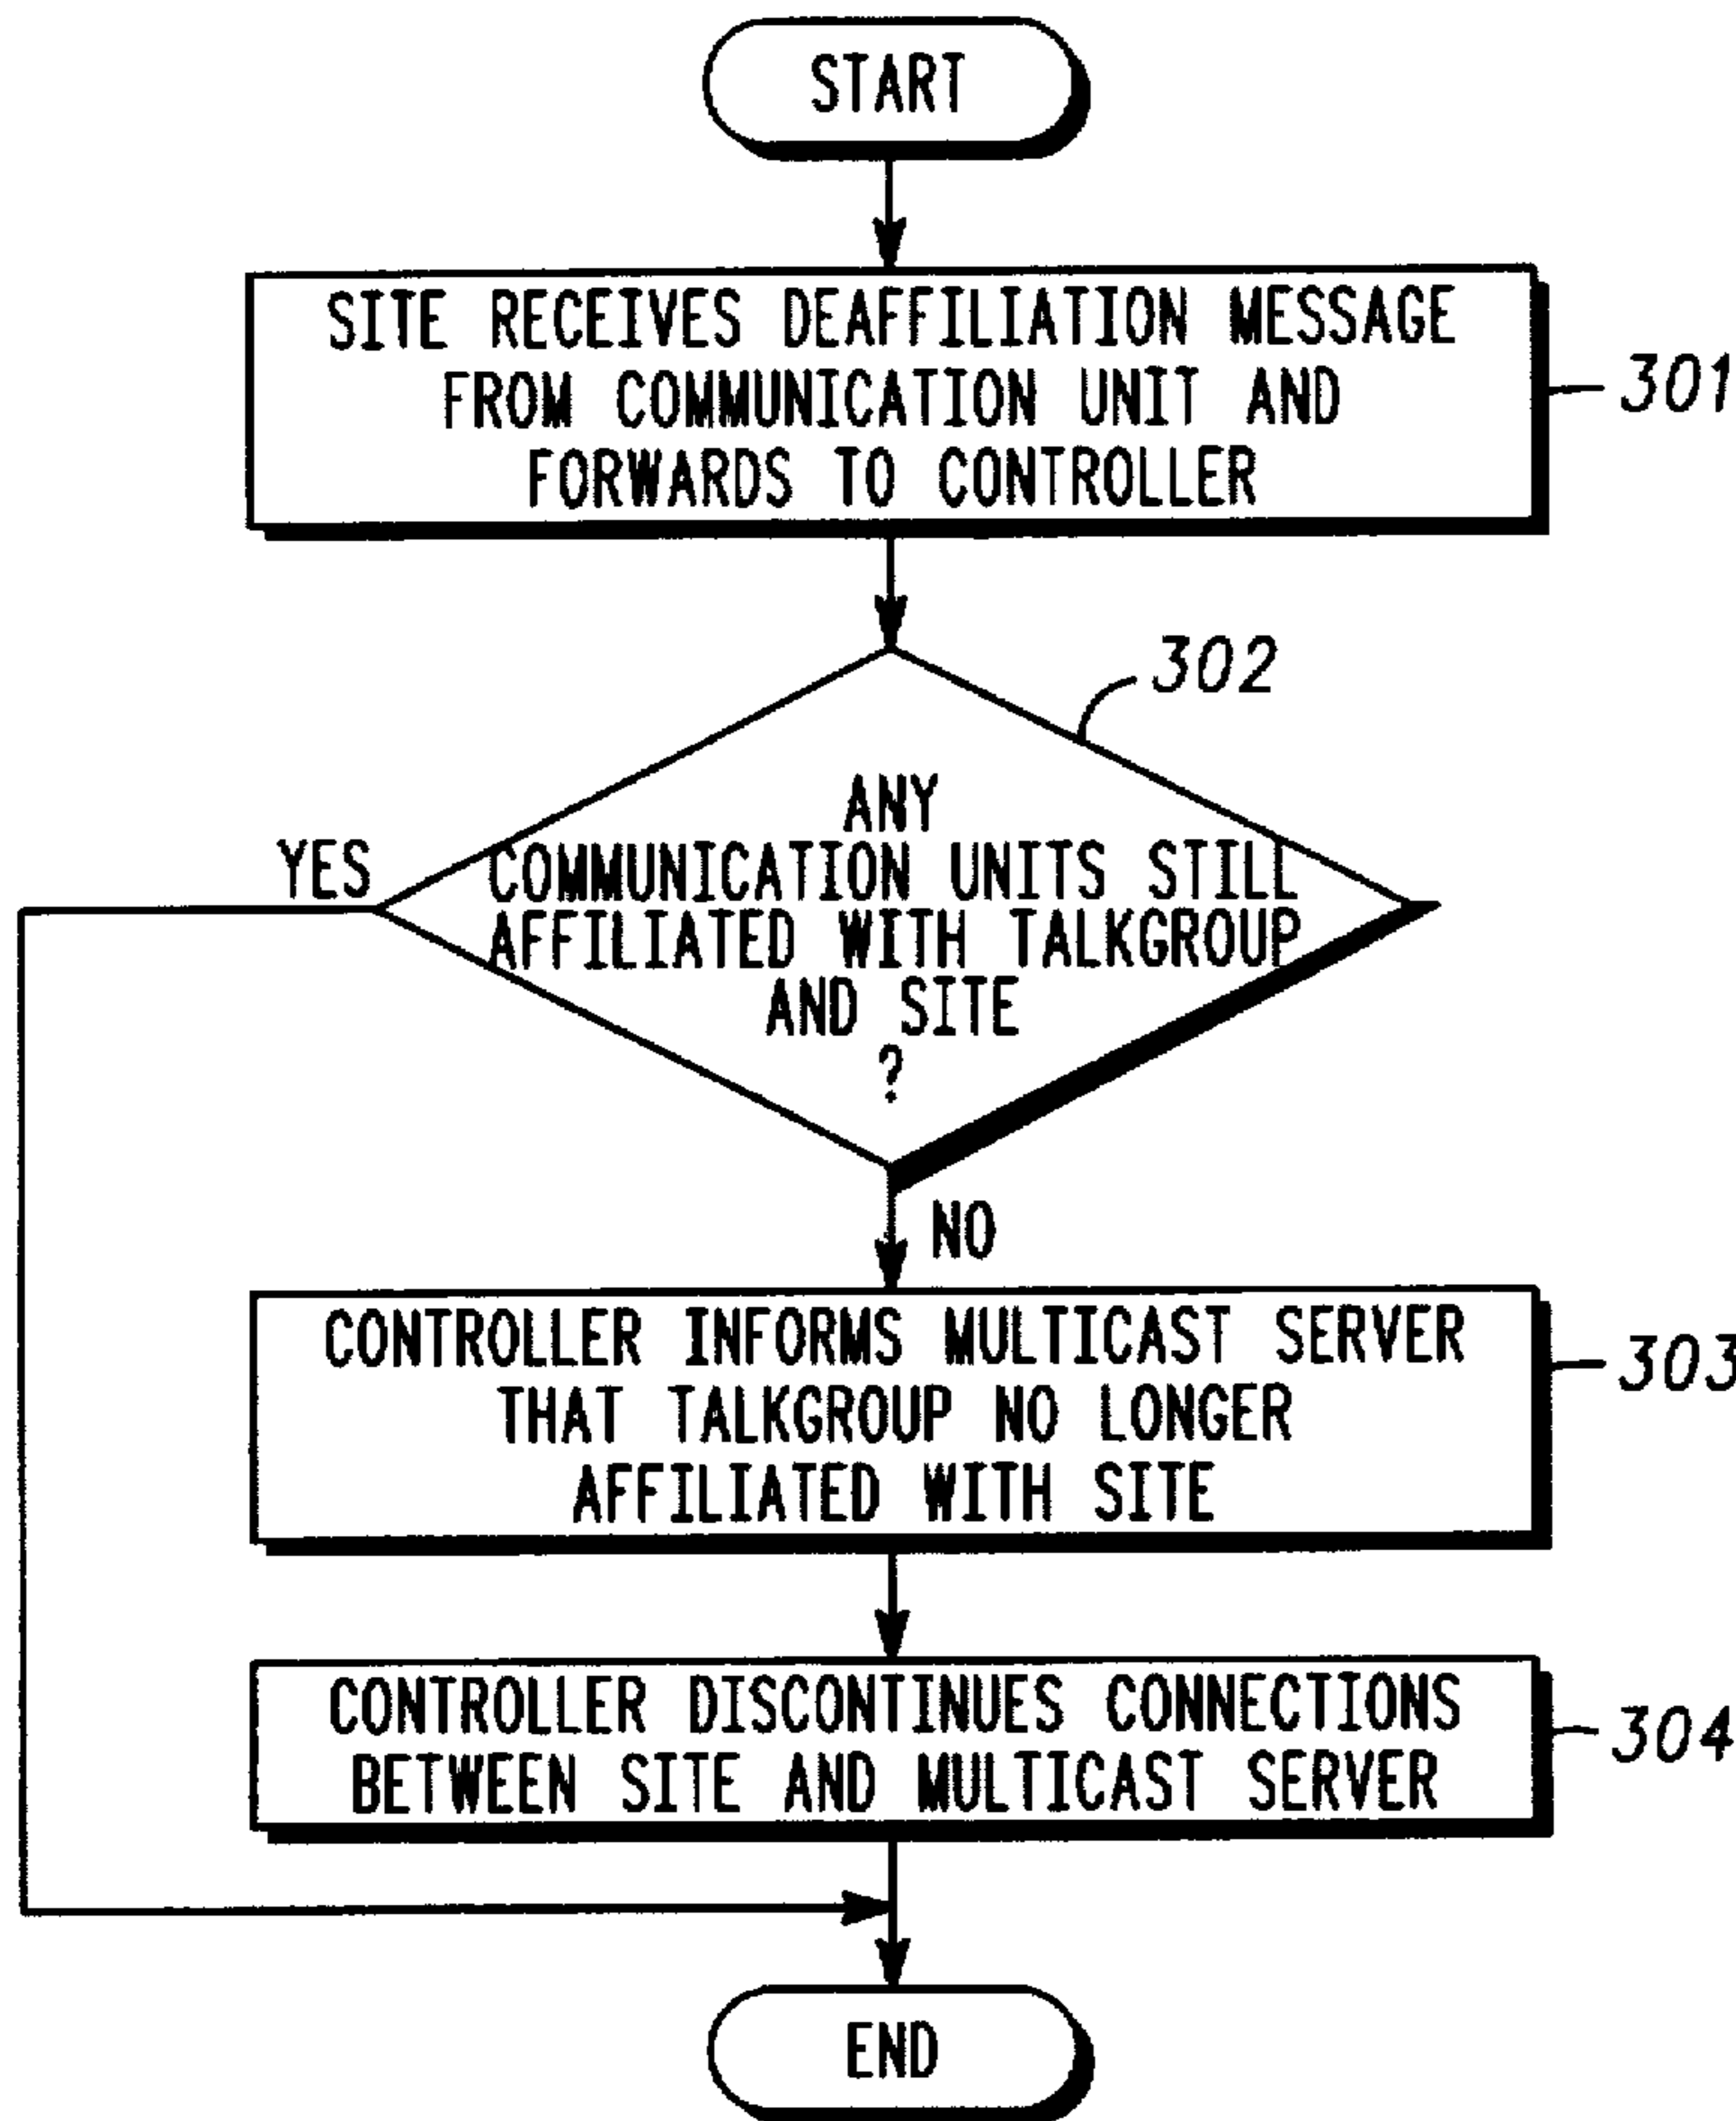 START
SITE RECEIVES DEAFFILIATION MESSAGE
FROM COMMUNICATION UNIT AND
FORWARDS TO CONTROLLER
301
302
ANY
COMMUNICATION UNITS STILL
AFFILIATED WITH TALKGROUP
AND SITE
?
YES
NO
CONTROLLER INFORMS MULTICAST SERVER
THAT TALKGROUP NO LONGER
AFFILIATED WITH SITE
303
CONTROLLER DISCONTINUES CONNECTIONS
BETWEEN SITE AND MULTICAST SERVER
304
END